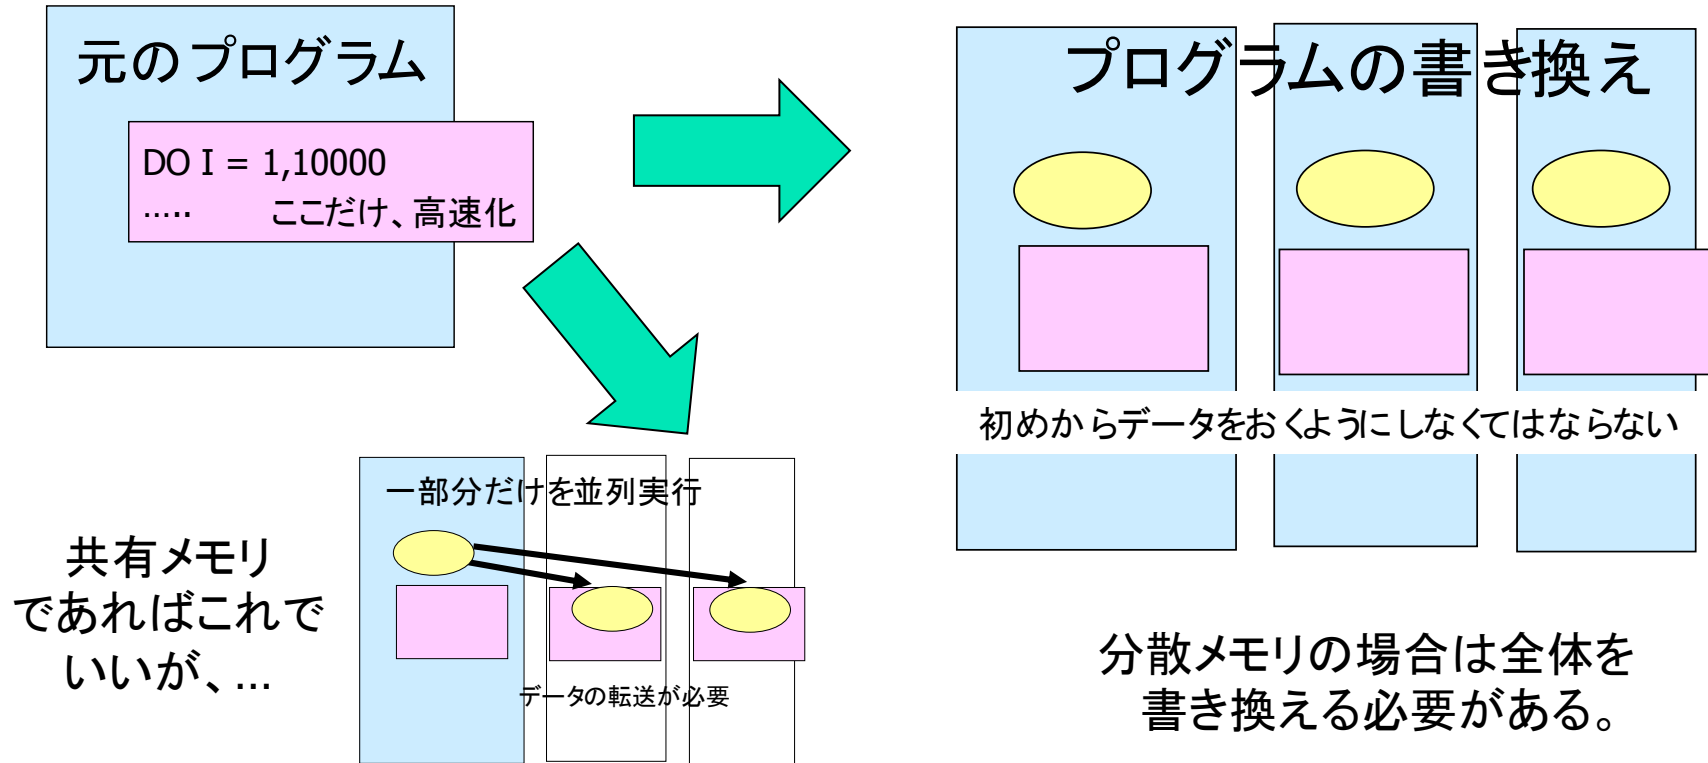 元のプログラム
DO I = 1,10000
….. ここだけ、高速化
プログラムの書き換え
初めからデータをおくようにしなくてはならない
一部分だけを並列実行
データの転送が必要
共有メモリ
であればこれで
いいが、…
分散メモリの場合は全体を
書き換える必要がある。